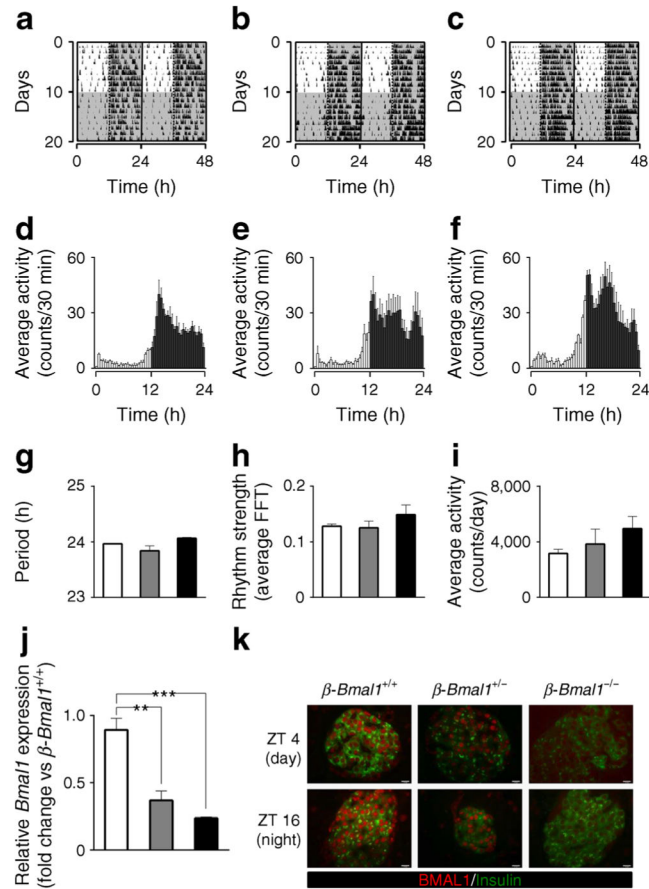 a
b
c
0
10
20
Days
0
24
48
Time (h)
0
10
20
Days
0
24
48
Time (h)
0
10
20
Days
0
24
48
Time (h)
d
e
f
60
30
0
Average activity
(counts/30 min)
0
12
24
Time (h)
60
30
0
Average activity
(counts/30 min)
0
12
24
Time (h)
60
30
0
Average activity
(counts/30 min)
0
12
24
Time (h)
g
h
i
25
24
23
Period (h)
0.2
0.1
0
Rhythm strength
(average FFT)
8,000
4,000
0
Average activity
(counts/day)
j
k
1.0
0.5
0
Relative Bmal1 expression
(fold change vs β-Bmal1+/+)
***
**
β-Bmal1+/+
β-Bmal1+/−
β-Bmal1−/−
ZT 4
(day)
ZT 16
(night)
BMAL1/Insulin